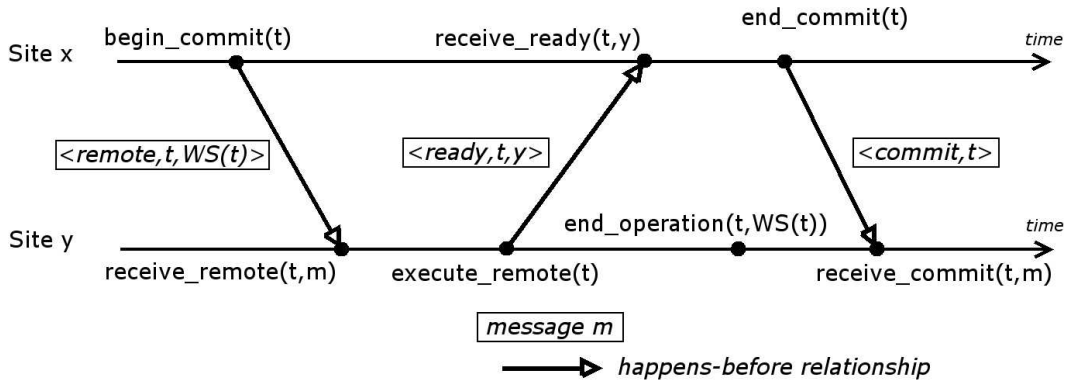 end_commit(t)
begin_commit(t)
receive_ready(t,y)
time
Site x
<remote,t,WS(t)>
<ready,t,y>
<commit,t>
end_operation(t,WS(t))
time
Site y
receive_remote(t,m)
execute_remote(t)
receive_commit(t,m)
message m
happens-before relationship